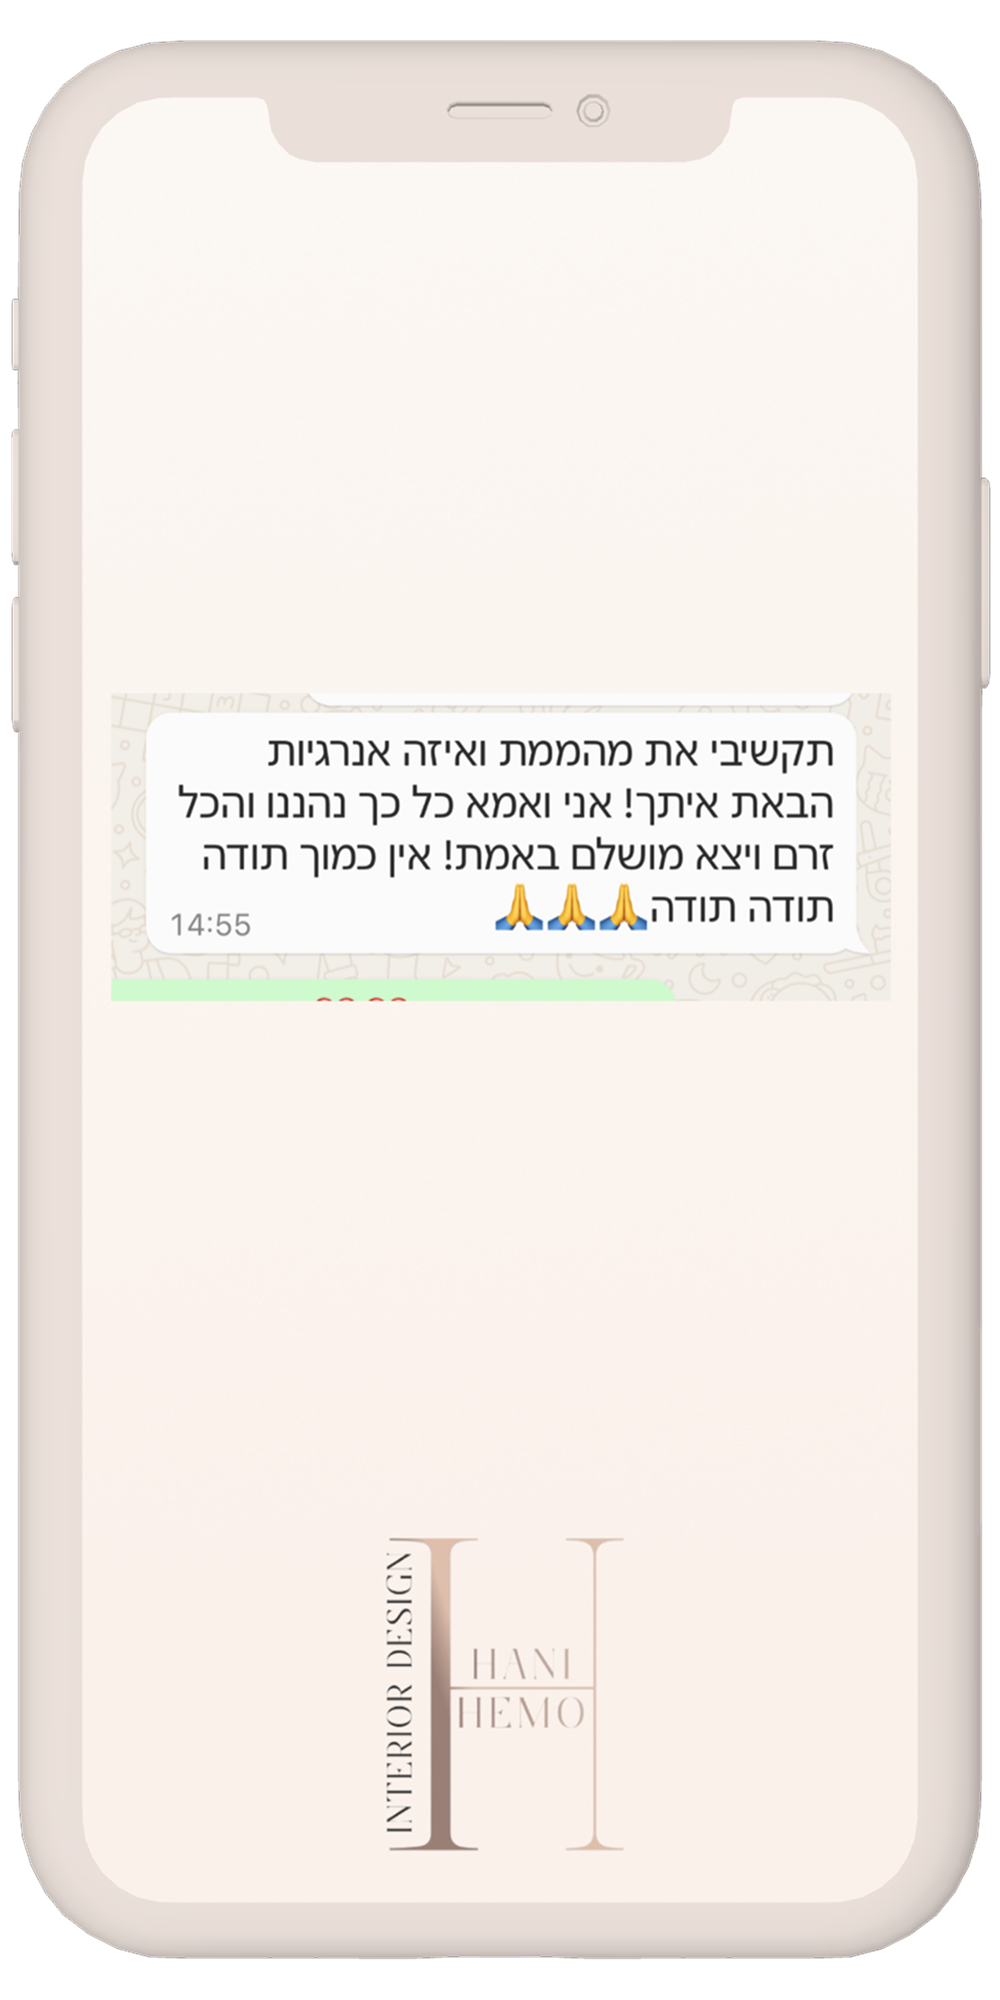 תקשיבי את מהממת ואיזה אנרגיות
הבאת איתך! אני ואמא כל כך נהננו והכל
זרם ויצא מושלם באמת! אין כמוך תודה
תודה תודה🙏🙏🙏
14:55
INTERIOR DESIGN
HANI
HEMO